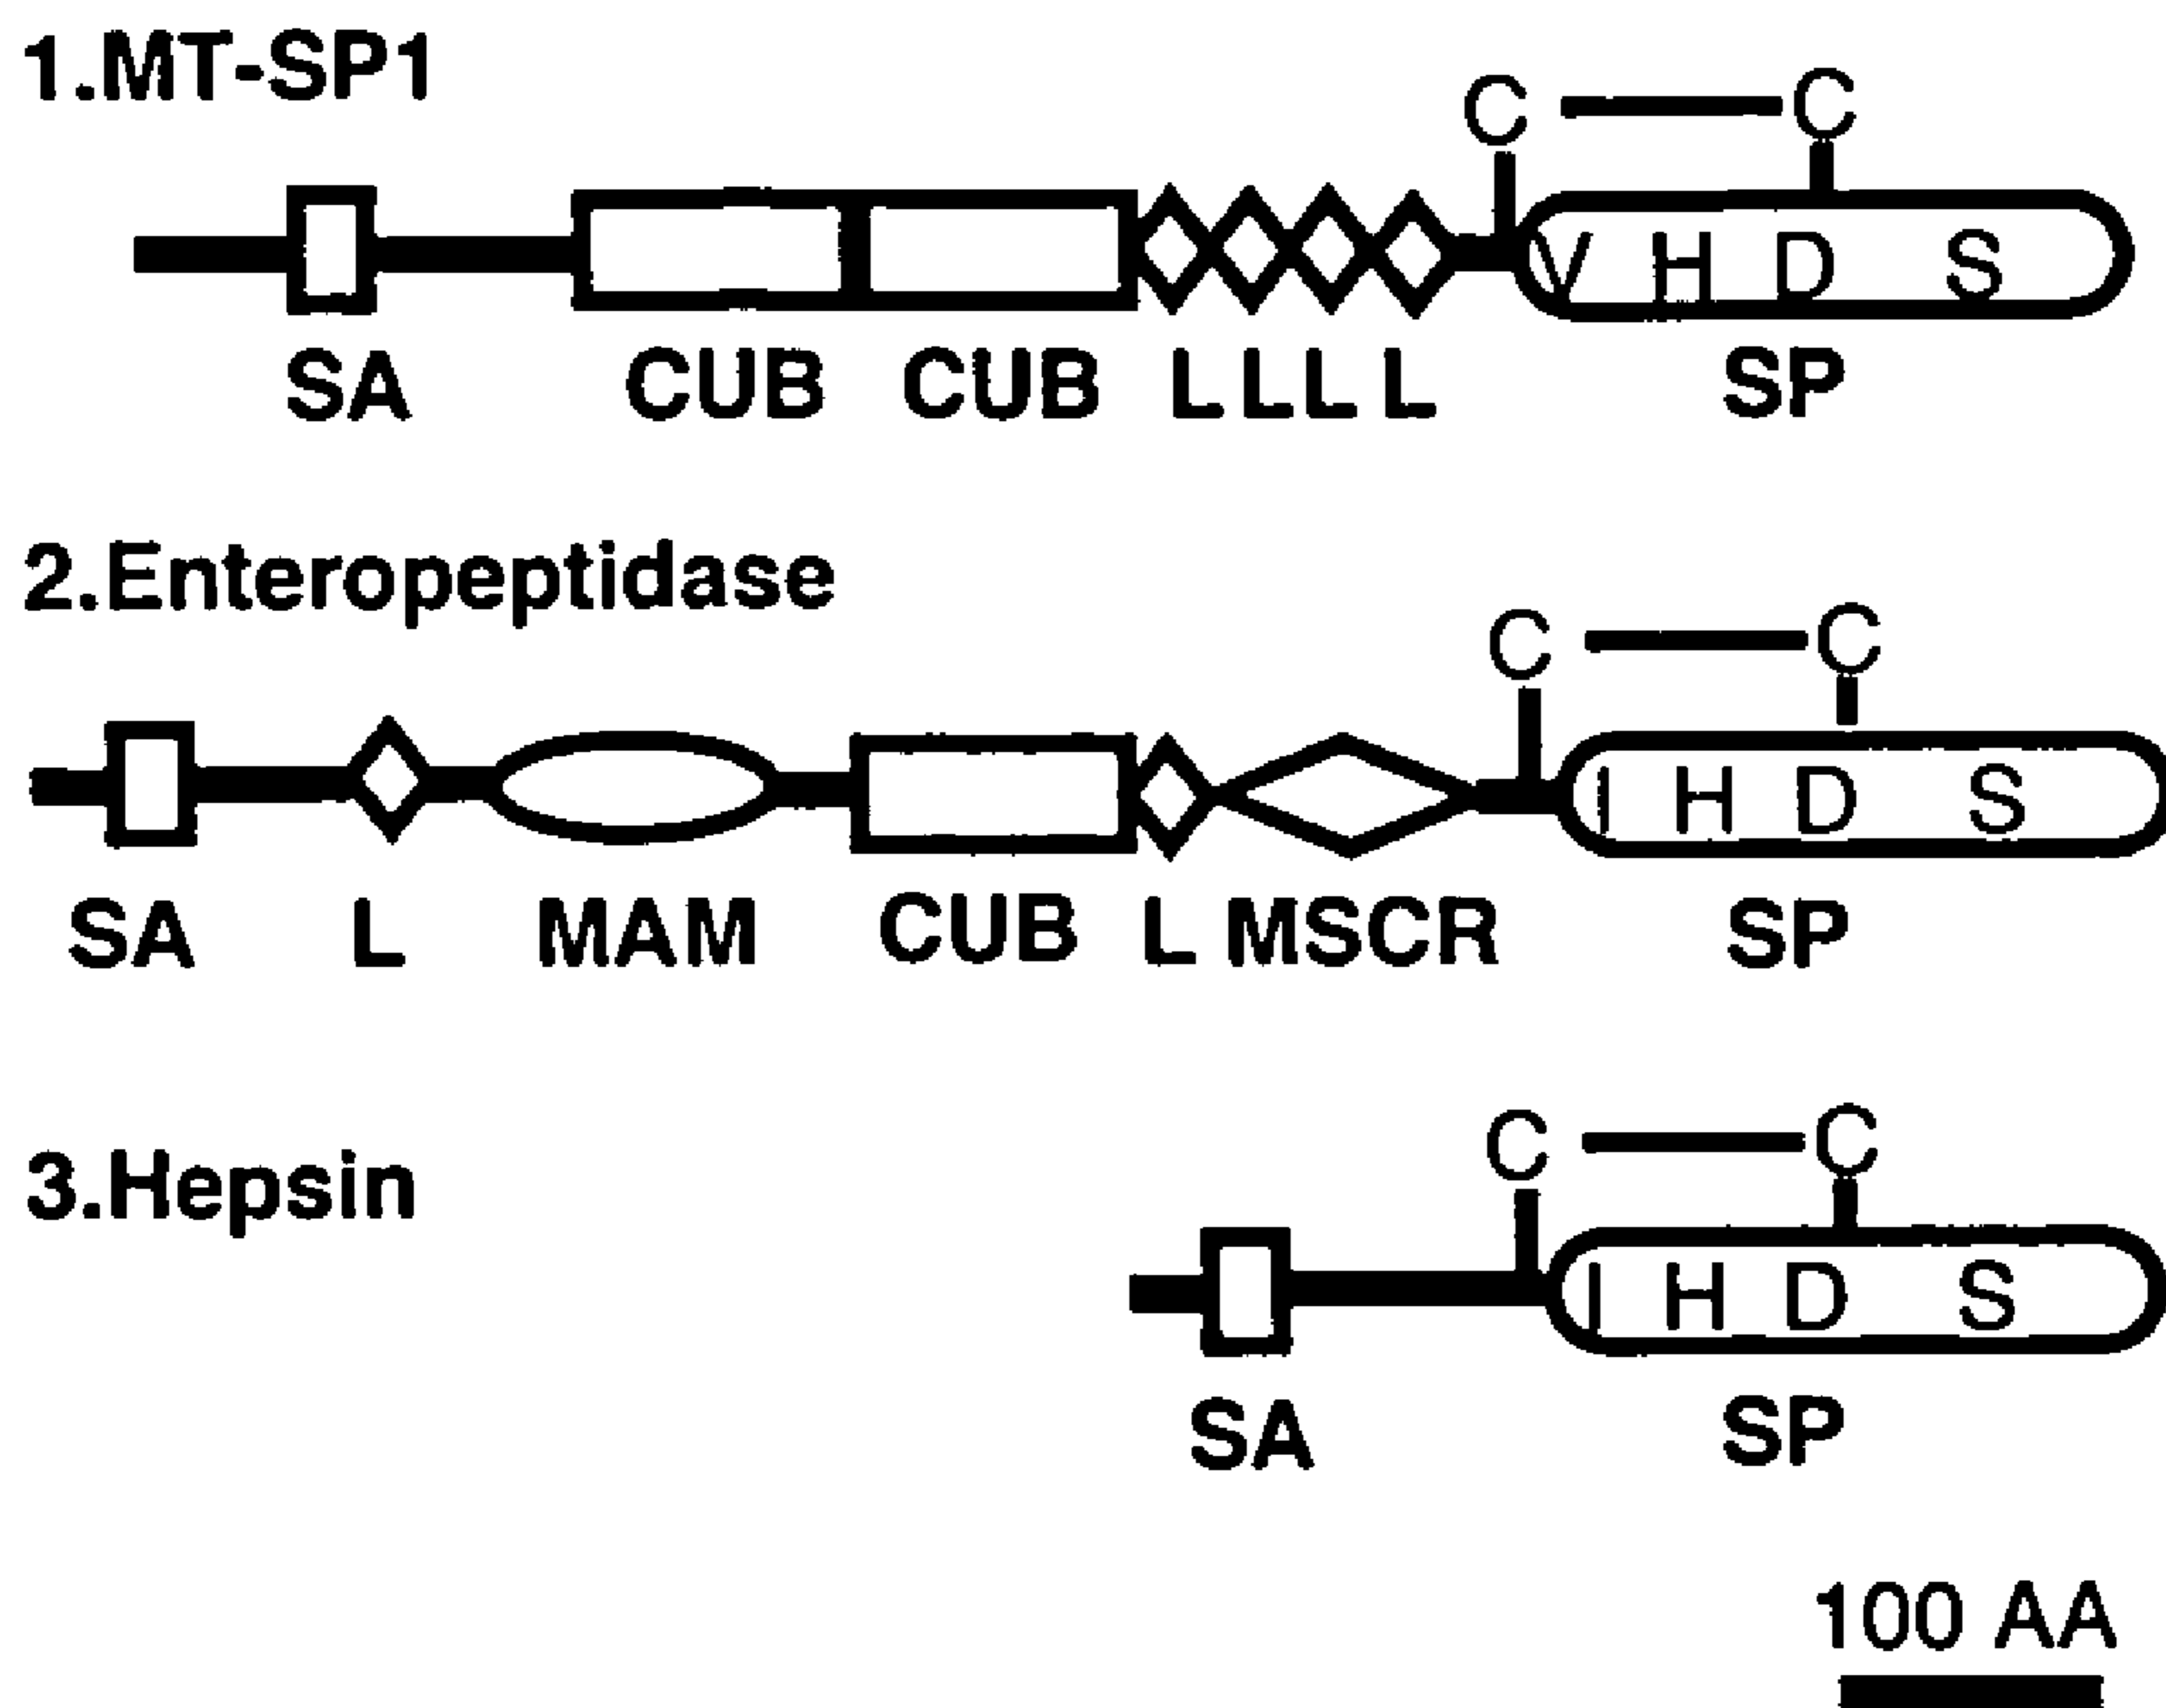 1.MT-SP1
C C
V H D S
SA CUB CUB L L L L SP
2.Enteropeptidase
C C
I H D S
SA L MAM CUB L MSCR SP
3.Hepsin
C C
I H D S
SA SP
100 AA